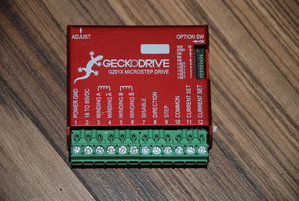 ADJUST
OPTION SW
GECKODRIVE
G201X MICROSTEP DRIVE
1 POWER GND
2 18 TO 80VDC
3 WINDING A
4 WINDING A
5 WINDING B
6 WINDING B
7 DISABLE
8 DIRECTION
9 STEP
10 COMMON
11 CURRENT SET
12 CURRENT SET